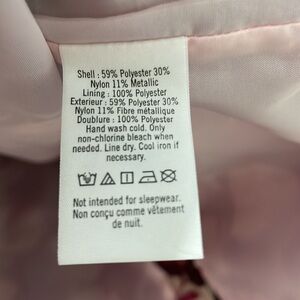 Shell : 59% Polyester 30%
Nylon 11% Metallic
Lining : 100% Polyester
Exterieur : 59% Polyester 30%
Nylon 11% Fibre métallique
Doublure : 100% Polyester
Hand wash cold. Only
non-chlorine bleach when
needed. Line dry. Cool iron if
necessary.
Not intended for sleepwear.
Non conçu comme vêtement
de nuit.